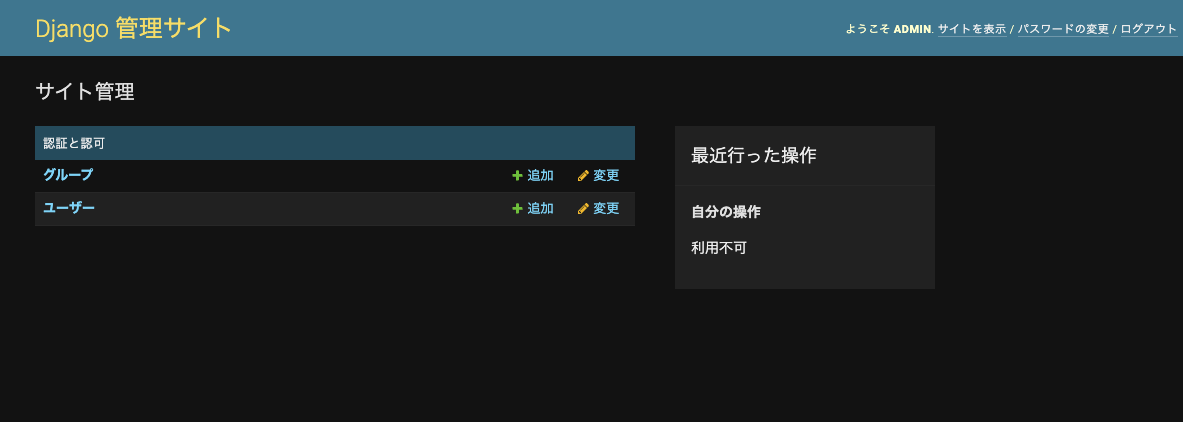 Django 管理サイト
ようこそ ADMIN. サイトを表示 / パスワードの変更 / ログアウト
サイト管理
認証と認可
グループ 追加 変更
ユーザー 追加 変更
最近行った操作
自分の操作
利用不可